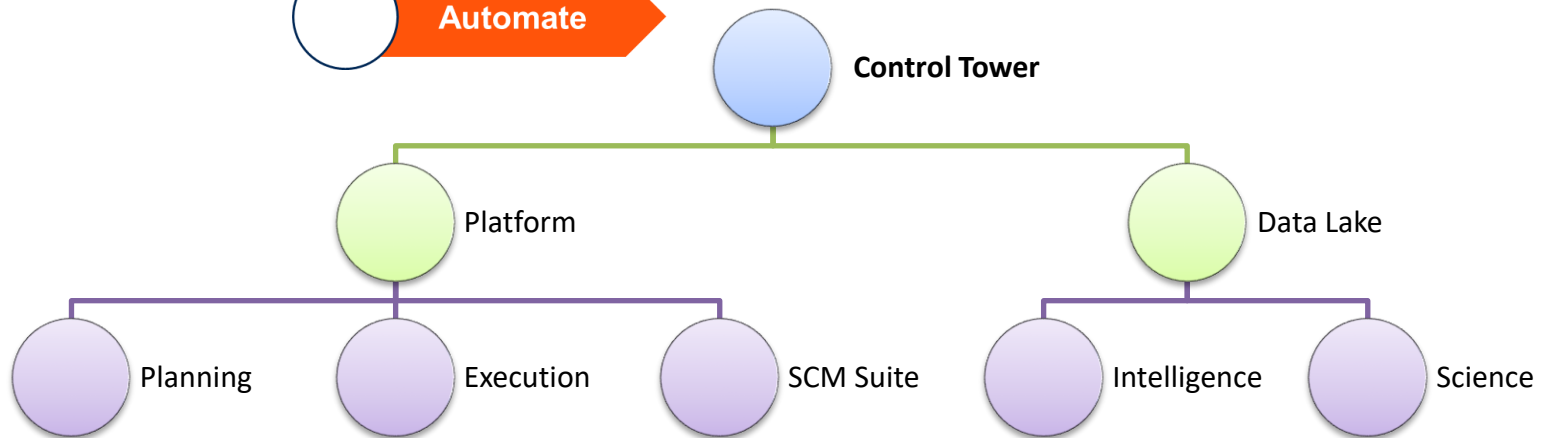 Automate
Control Tower
Platform
Data Lake
Planning
Execution
SCM Suite
Intelligence
Science